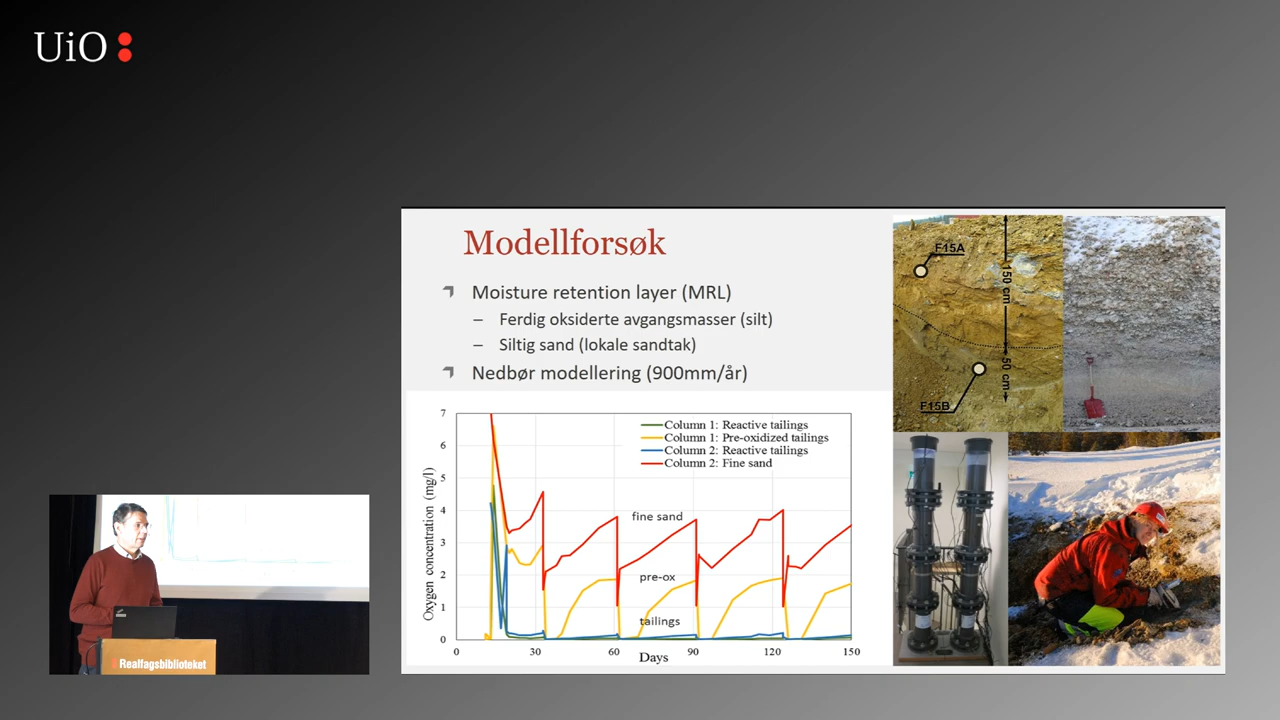 UiO
Modellforsøk
Moisture retention layer (MRL)
– Ferdig oksiderte avgangsmasser (silt)
– Siltig sand (lokale sandtak)
Nedbør modellering (900mm/år)
F15A
150 cm
50 cm
F15B
Column 1: Reactive tailings
Column 1: Pre-oxidized tailings
Column 2: Reactive tailings
Column 2: Fine sand
Oxygen concentration (mg/l)
7
6
5
4
3
2
1
0
fine sand
pre-ox
tailings
0 30 60 90 120 150
Days
Realfagsbiblioteket